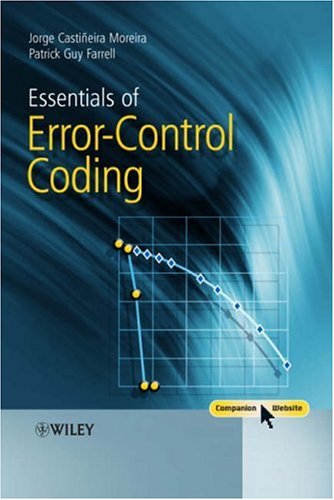 Jorge Castiñeira Moreira
Patrick Guy Farrell
Essentials of
Error-Control
Coding
Companion Website
WILEY